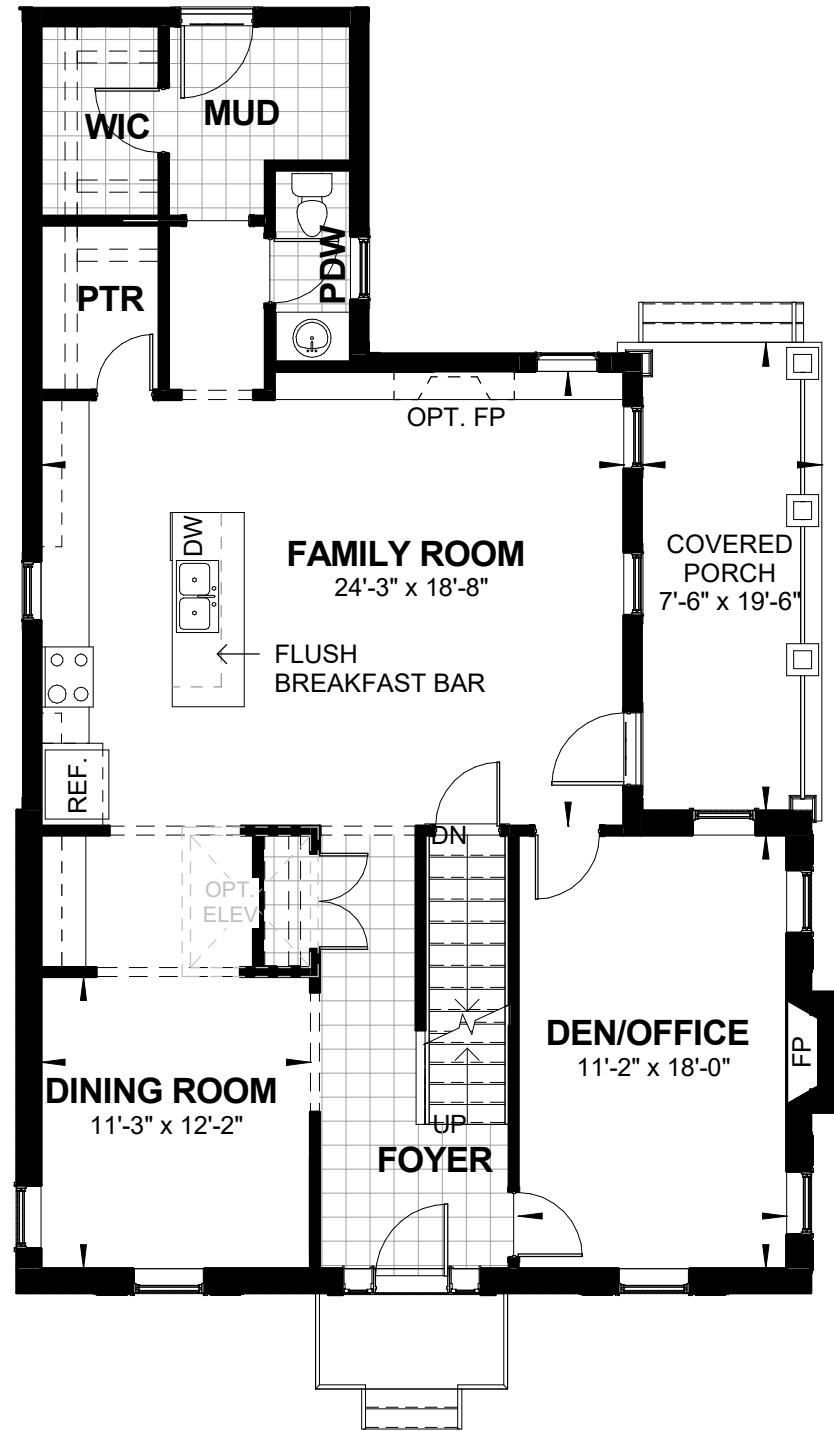 WIC
MUD
PTR
PDW
OPT. FP
DW
FAMILY ROOM
24'-3" x 18'-8"
COVERED
PORCH
7'-6" x 19'-6"
FLUSH
BREAKFAST BAR
REF.
DN
OPT.
ELEV
DEN/OFFICE
11'-2" x 18'-0"
FP
DINING ROOM
11'-3" x 12'-2"
UP
FOYER